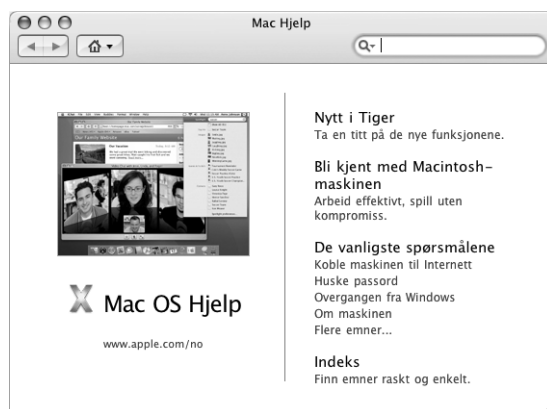 Mac Hjelp
Mac OS Hjelp
www.apple.com/no
Nytt i Tiger
Ta en titt på de nye funksjonene.
Bli kjent med Macintosh-
maskinen
Arbeid effektivt, spill uten
kompromiss.
De vanligste spørsmålene
Koble maskinen til Internett
Huske passord
Overgangen fra Windows
Om maskinen
Flere emner...
Indeks
Finn emner raskt og enkelt.